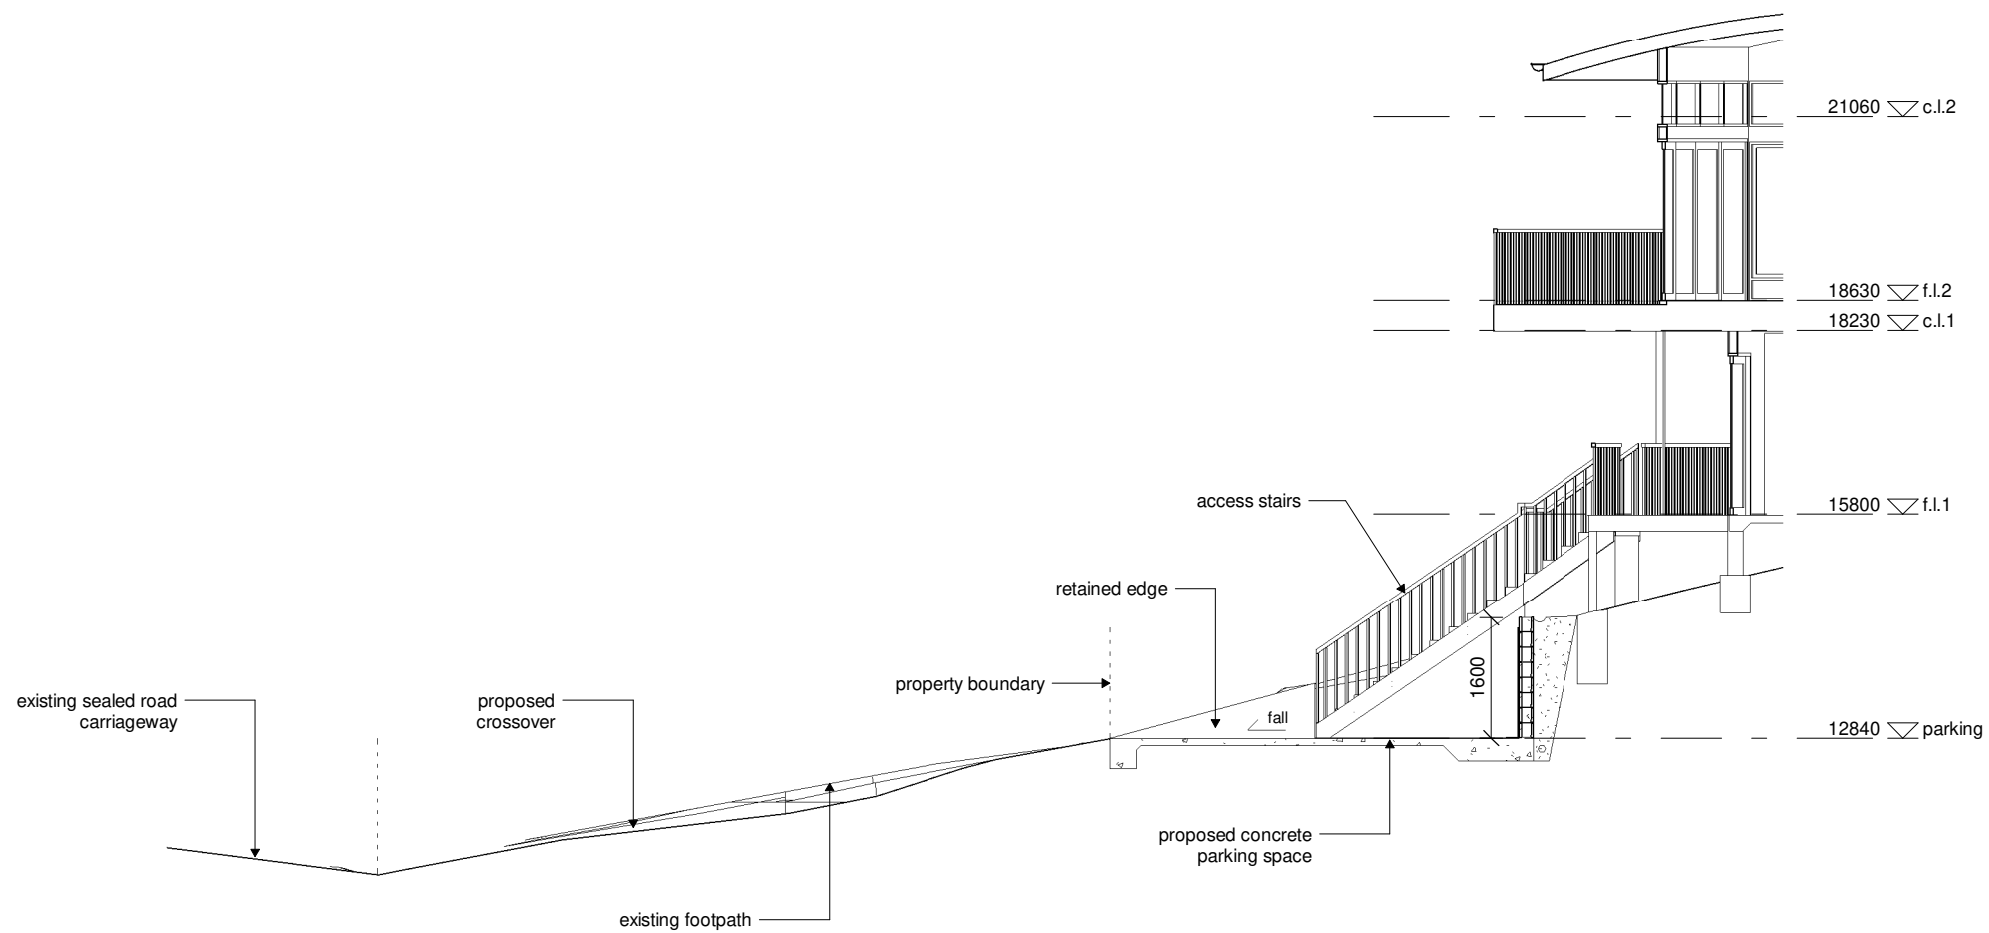 21060 c.l.2
18630 f.l.2
18230 c.l.1
access stairs
15800 f.l.1
retained edge
property boundary
1600
existing sealed road
carriageway
proposed
crossover
fall
12840 parking
proposed concrete
parking space
existing footpath